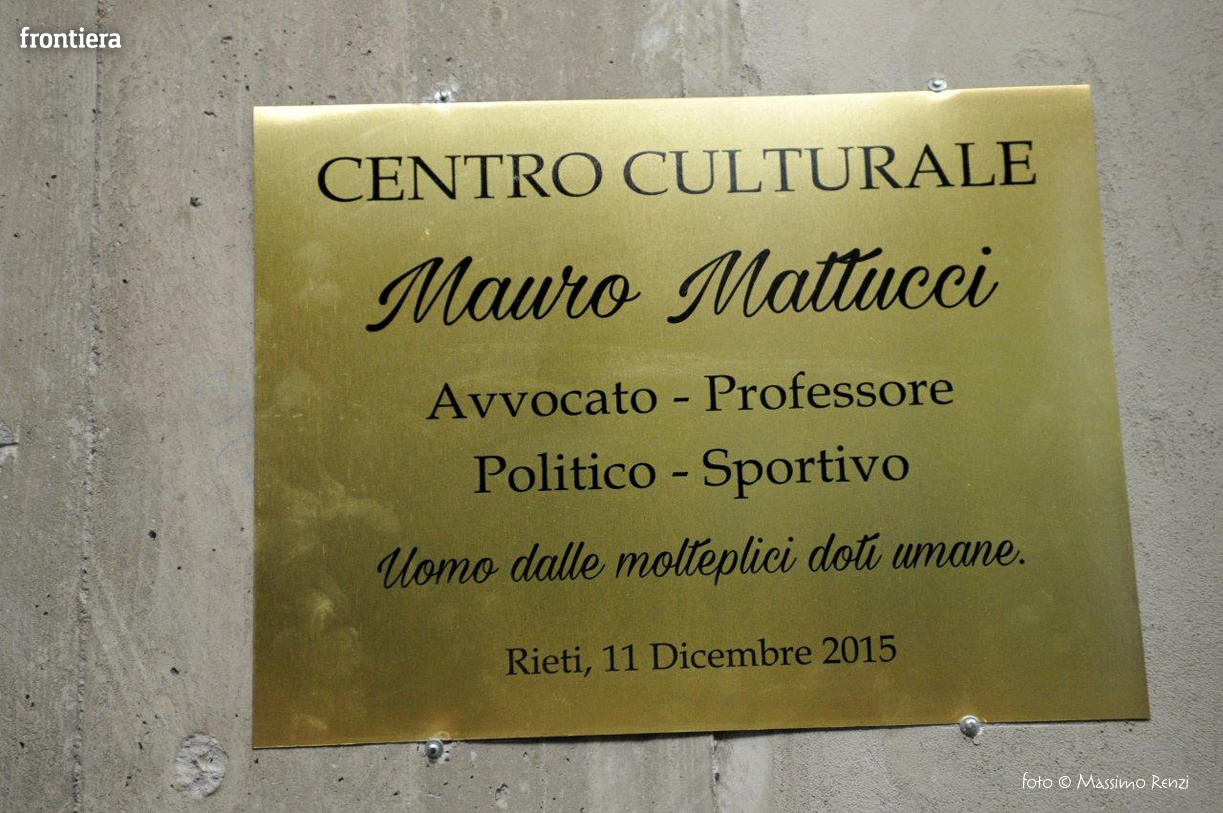 frontiera
CENTRO CULTURALE
Mauro Mattucci
Avvocato - Professore
Politico - Sportivo
Uomo dalle molteplici doti umane.
Rieti, 11 Dicembre 2015
foto © Massimo Renzi